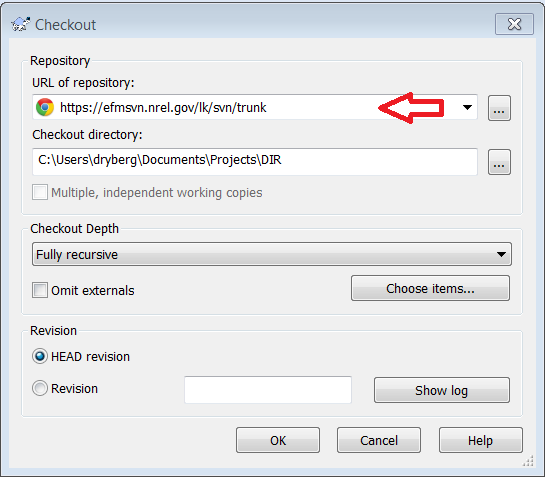 Checkout
Repository
URL of repository:
https://efmsvn.nrel.gov/lk/svn/trunk
...
Checkout directory:
C:\Users\dryberg\Documents\Projects\DIR
...
Multiple, independent working copies
Checkout Depth
Fully recursive
Omit externals
Choose items...
Revision
HEAD revision
Revision
Show log
OK Cancel Help